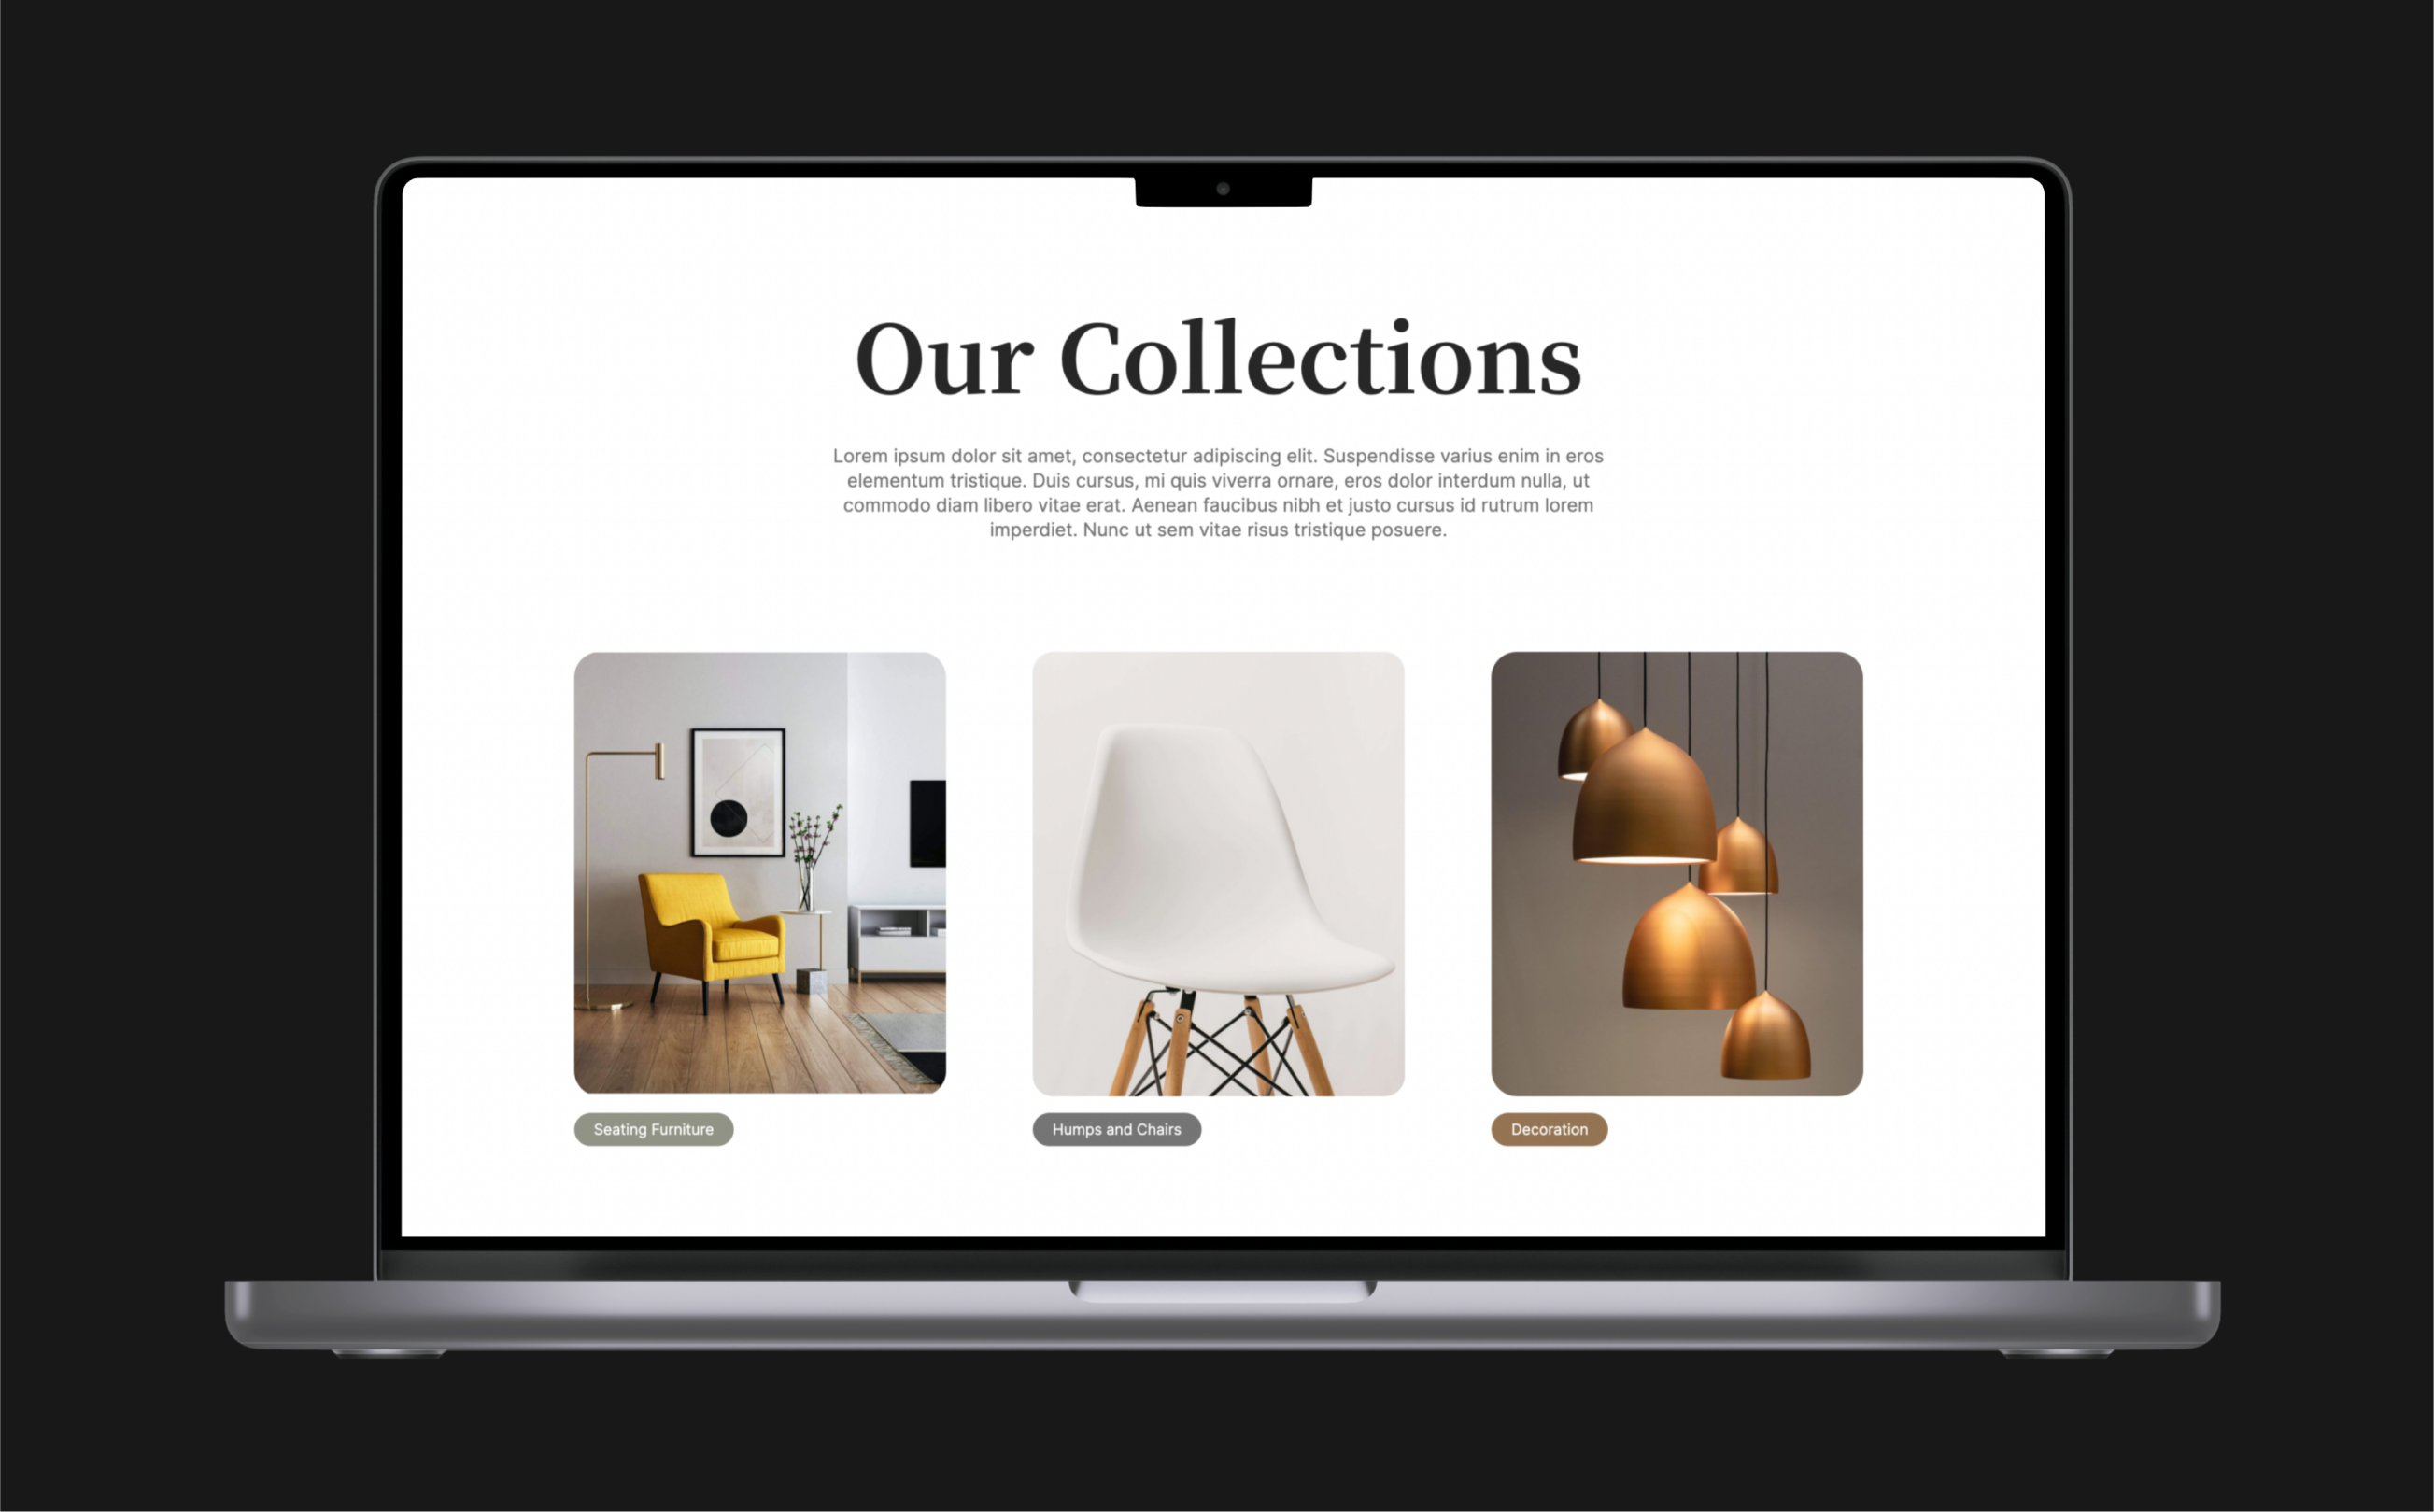 Our Collections
Lorem ipsum dolor sit amet, consectetur adipiscing elit. Suspendisse varius enim in eros
elementum tristique. Duis cursus, mi quis viverra ornare, eros dolor interdum nulla, ut
commodo diam libero vitae erat. Aenean faucibus nibh et justo cursus id rutrum lorem
imperdiet. Nunc ut sem vitae risus tristique posuere.
Seating Furniture
Humps and Chairs
Decoration